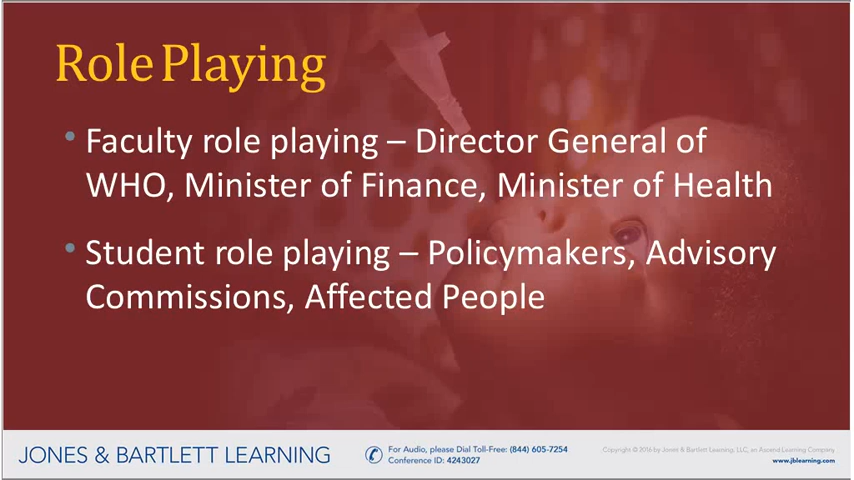 Role Playing
• Faculty role playing – Director General of
WHO, Minister of Finance, Minister of Health
• Student role playing – Policymakers, Advisory
Commissions, Affected People
JONES & BARTLETT LEARNING
For Audio, please Dial Toll-Free: (844) 605-7254
Conference ID: 4243027
Copyright © 2016 by Jones & Bartlett Learning, LLC, an Ascend Learning Company
www.jblearning.com